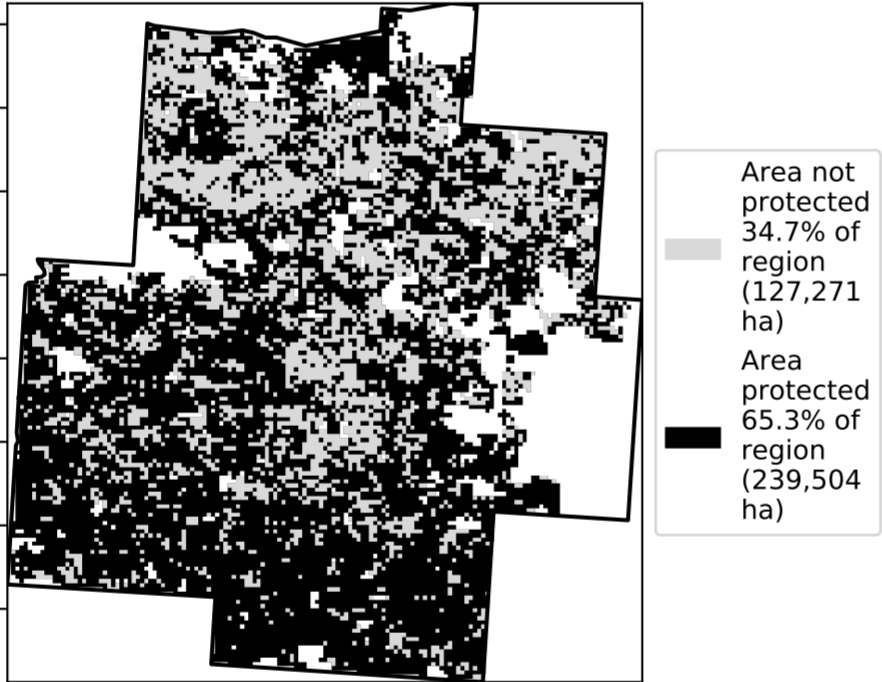 Area not
protected
34.7% of
region
(127,271
ha)
Area
protected
65.3% of
region
(239,504
ha)